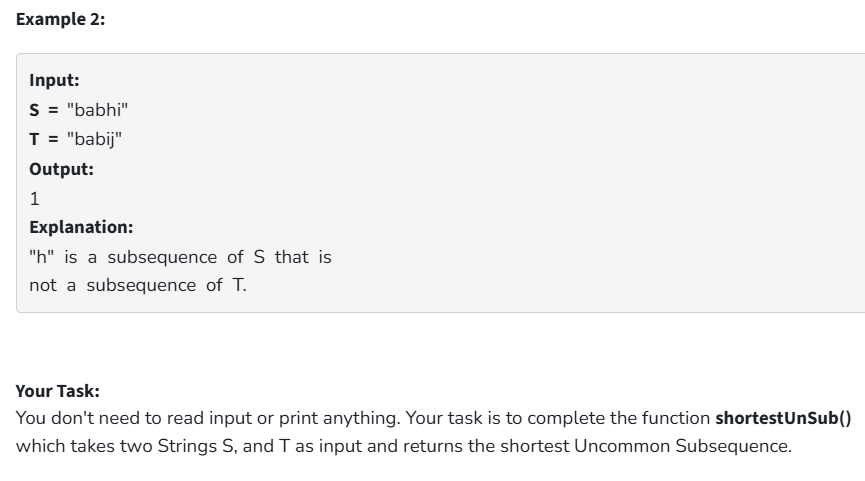 Example 2:
Input:
S = "babhi"
T = "babij"
Output:
1
Explanation:
"h" is a subsequence of S that is
not a subsequence of T.
Your Task:
You don't need to read input or print anything. Your task is to complete the function shortestUnSub()
which takes two Strings S, and T as input and returns the shortest Uncommon Subsequence.